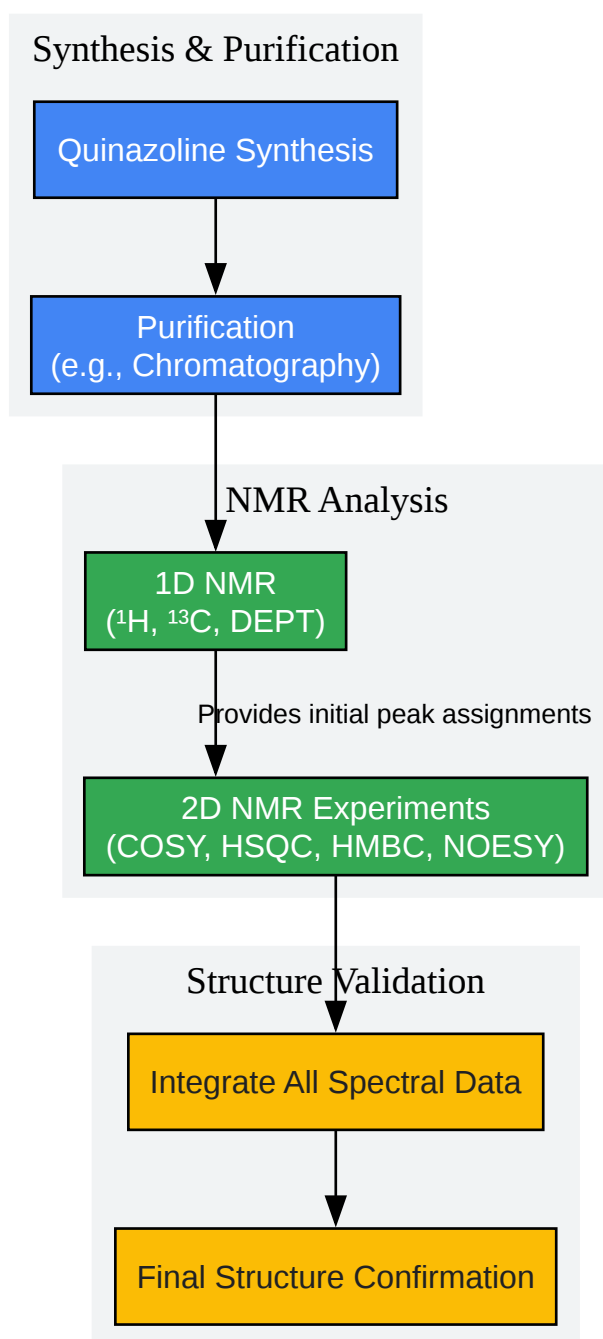 Synthesis & Purification
Quinazoline Synthesis
Purification
(e.g., Chromatography)
NMR Analysis
1D NMR
(¹H, ¹³C, DEPT)
Provides initial peak assignments
2D NMR Experiments
(COSY, HSQC, HMBC, NOESY)
Structure Validation
Integrate All Spectral Data
Final Structure Confirmation